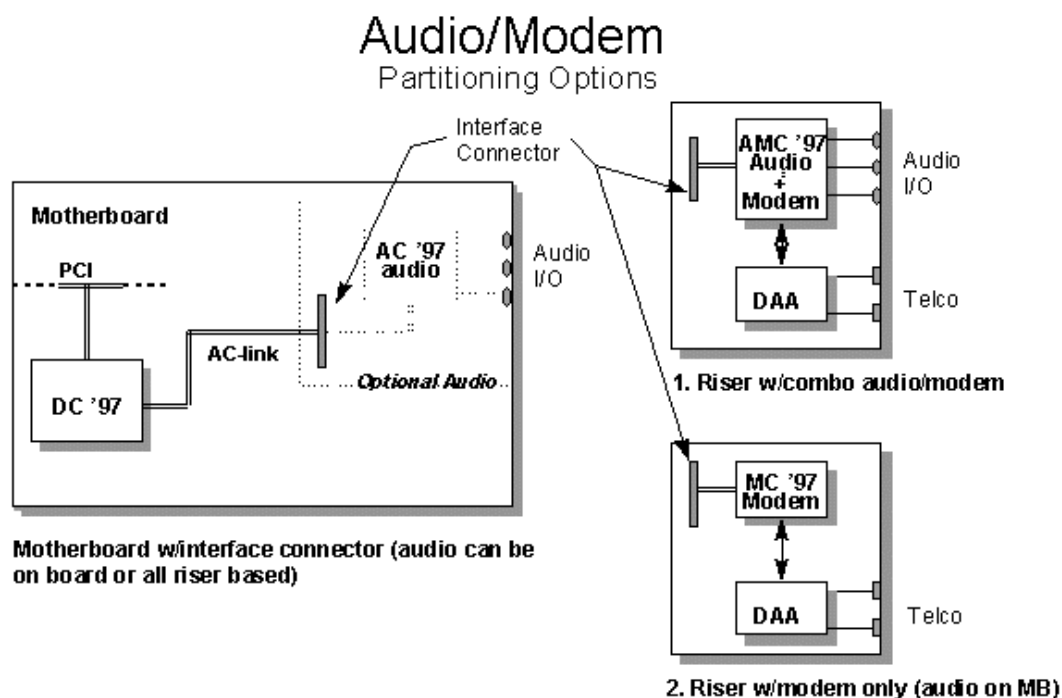 Audio/Modem
Partitioning Options
Interface
Connector
Motherboard
PCI
DC '97
AC-link
AC '97
audio
Optional Audio
Audio
I/O
Motherboard w/interface connector (audio can be
on board or all riser based)
AMC '97
Audio
+
Modem
DAA
Audio
I/O
Telco
1. Riser w/combo audio/modem
MC '97
Modem
DAA
Telco
2. Riser w/modem only (audio on MB)